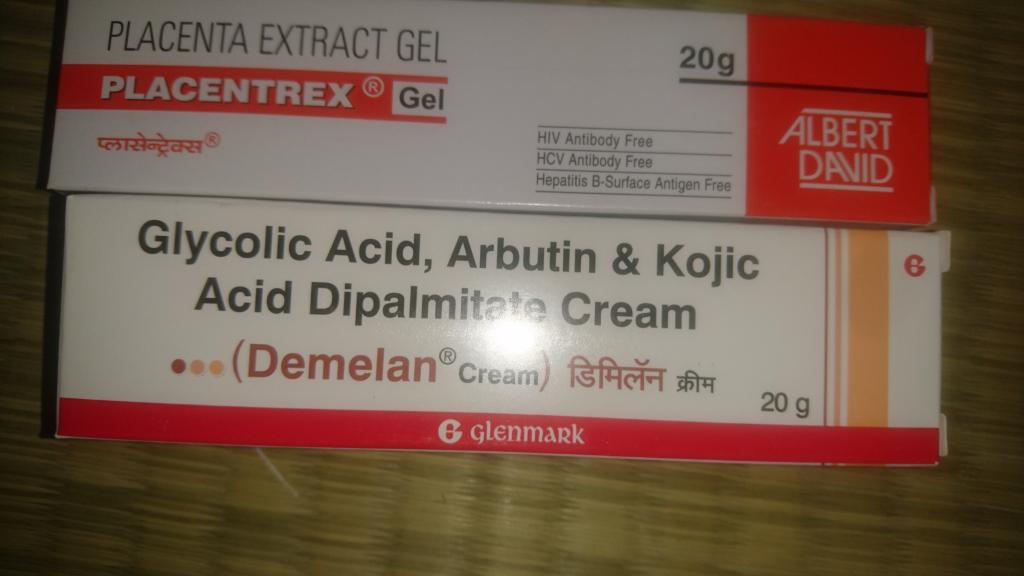 PLACENTA EXTRACT GEL
20g
PLACENTREX® Gel
प्लासेन्ट्रेक्स®
HIV Antibody Free
HCV Antibody Free
Hepatitis B-Surface Antigen Free
ALBERT
DAVID
Glycolic Acid, Arbutin & Kojic
Acid Dipalmitate Cream
(Demelan® Cream) डिमिलॅन क्रीम
20 g
G
GLENMARK